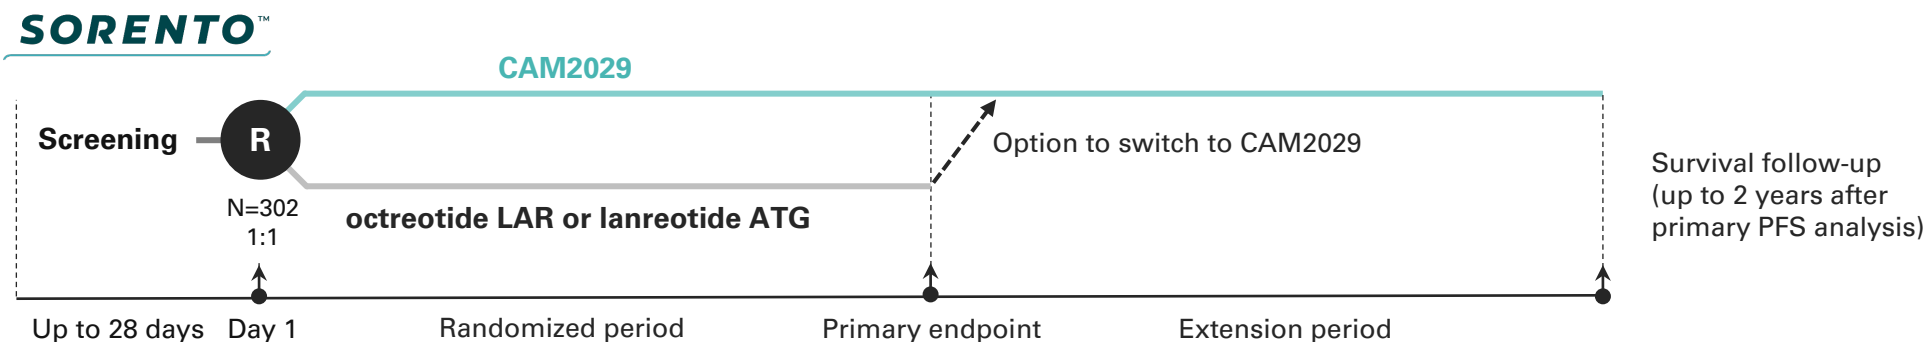 SORENTO™
CAM2029
Screening
R
Option to switch to CAM2029
N=302
1:1
octreotide LAR or lanreotide ATG
Survival follow-up
(up to 2 years after
primary PFS analysis)
Up to 28 days
Day 1
Randomized period
Primary endpoint
Extension period